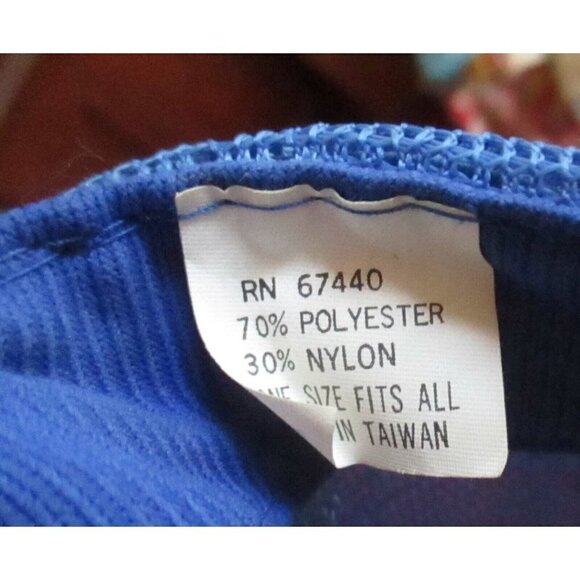 RN 67440
70% POLYESTER
30% NYLON
SIZE FITS ALL
IN TAIWAN